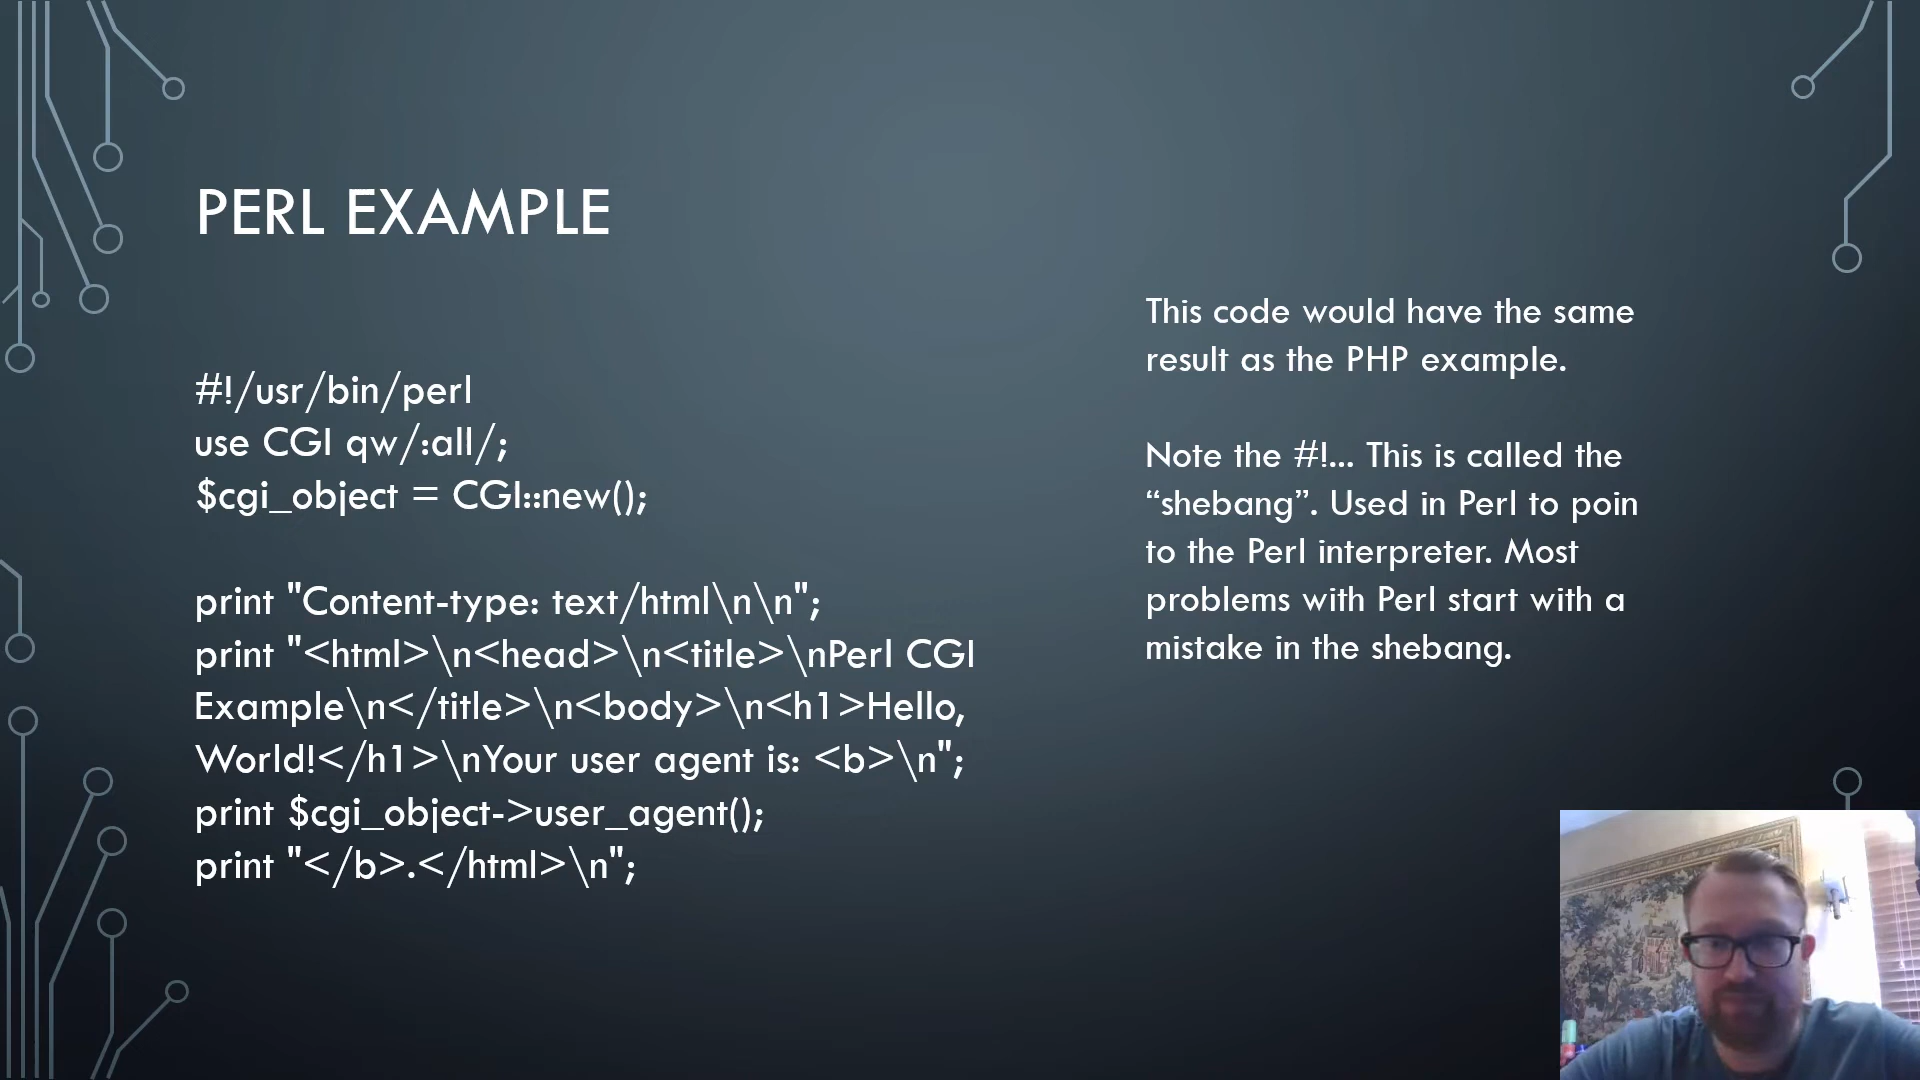 PERL EXAMPLE
#!/usr/bin/perl
use CGI qw/:all/;
$cgi_object = CGI::new();
print "Content-type: text/html\n\n";
print "<html>\n<head>\n<title>\nPerl CGI
Example\n</title>\n<body>\n<h1>Hello,
World!</h1>\nYour user agent is: <b>\n";
print $cgi_object->user_agent();
print "</b>.</html>\n";
This code would have the same
result as the PHP example.
Note the #!... This is called the
“shebang”. Used in Perl to poin
to the Perl interpreter. Most
problems with Perl start with a
mistake in the shebang.